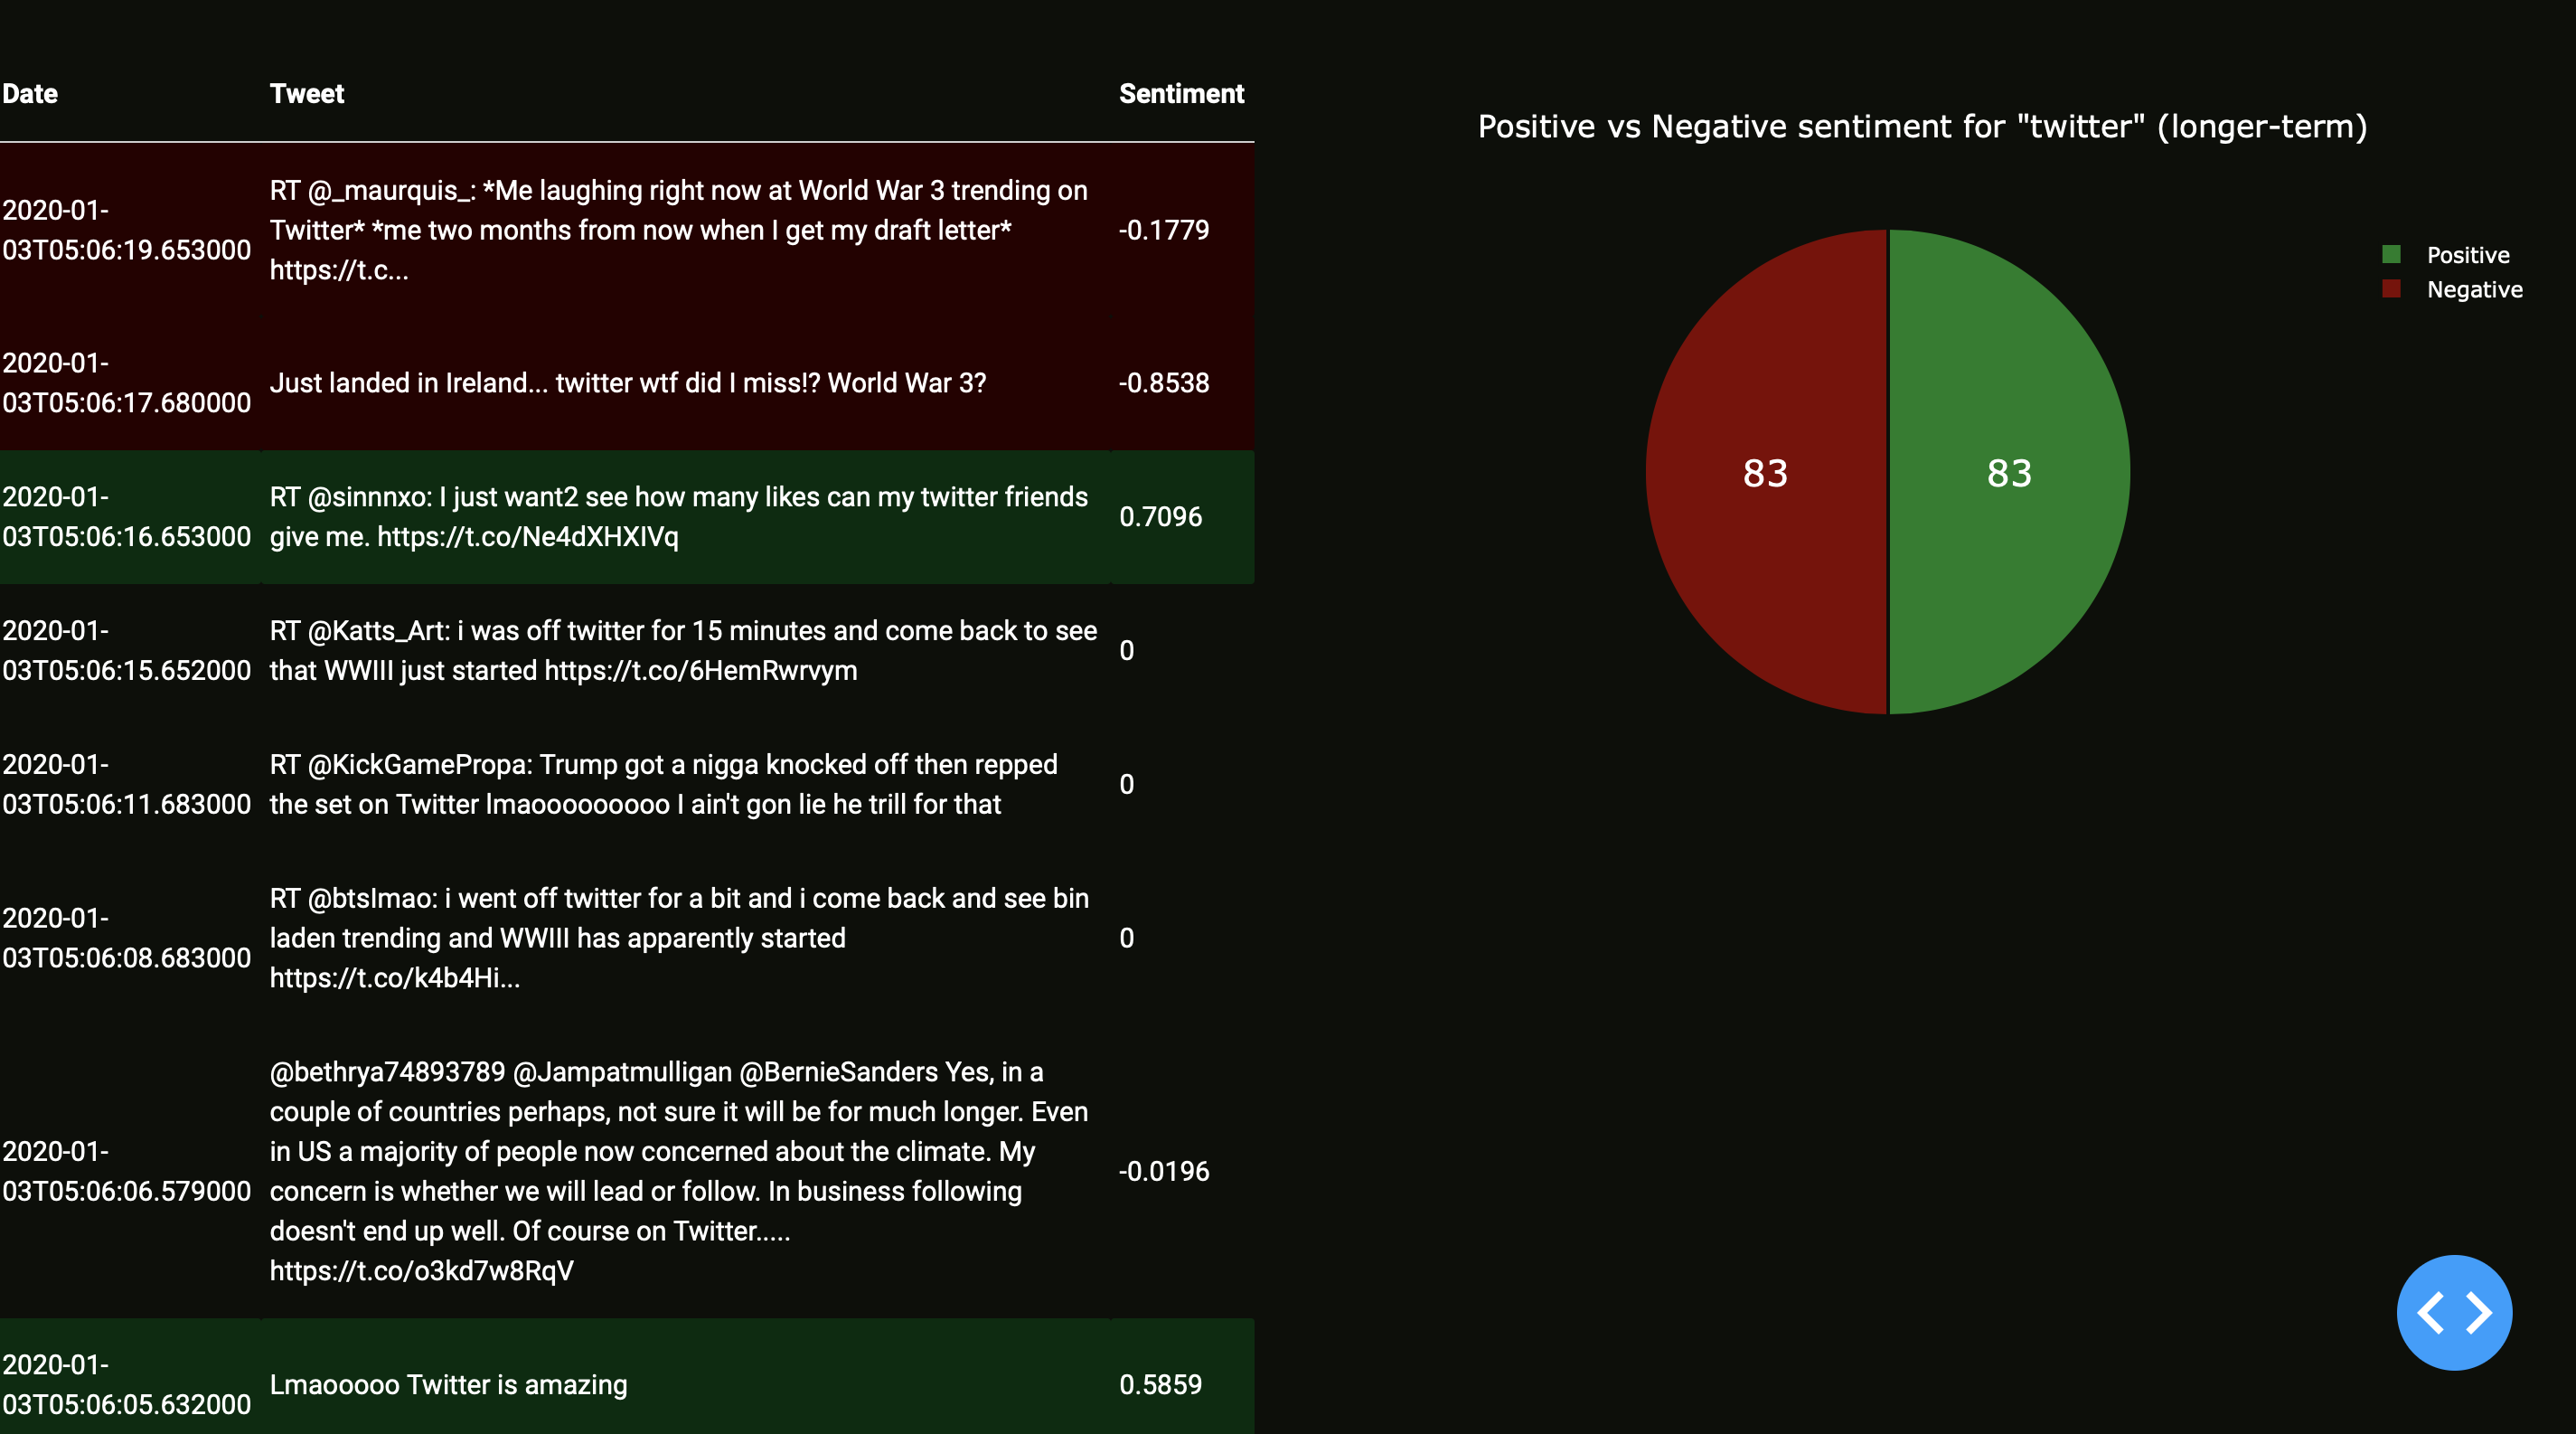 Date Tweet Sentiment
2020-01-
03T05:06:19.653000
RT @_maurquis_: *Me laughing right now at World War 3 trending on
Twitter* *me two months from now when I get my draft letter*
https://t.c...
-0.1779
2020-01-
03T05:06:17.680000
Just landed in Ireland... twitter wtf did I miss!? World War 3?
-0.8538
2020-01-
03T05:06:16.653000
RT @sinnnxo: I just want2 see how many likes can my twitter friends
give me. https://t.co/Ne4dXHXIVq
0.7096
2020-01-
03T05:06:15.652000
RT @Katts_Art: i was off twitter for 15 minutes and come back to see
that WWIII just started https://t.co/6HemRwrvym
0
2020-01-
03T05:06:11.683000
RT @KickGamePropa: Trump got a nigga knocked off then repped
the set on Twitter lmaooooooooo I ain't gon lie he trill for that
0
2020-01-
03T05:06:08.683000
RT @btsImao: i went off twitter for a bit and i come back and see bin
laden trending and WWIII has apparently started
https://t.co/k4b4Hi...
0
2020-01-
03T05:06:06.579000
@bethrya74893789 @Jampatmulligan @BernieSanders Yes, in a
couple of countries perhaps, not sure it will be for much longer. Even
in US a majority of people now concerned about the climate. My
concern is whether we will lead or follow. In business following
doesn't end up well. Of course on Twitter.....
https://t.co/o3kd7w8RqV
-0.0196
2020-01-
03T05:06:05.632000
Lmaooooo Twitter is amazing
0.5859
Positive vs Negative sentiment for "twitter" (longer-term)
Positive
Negative
83
83